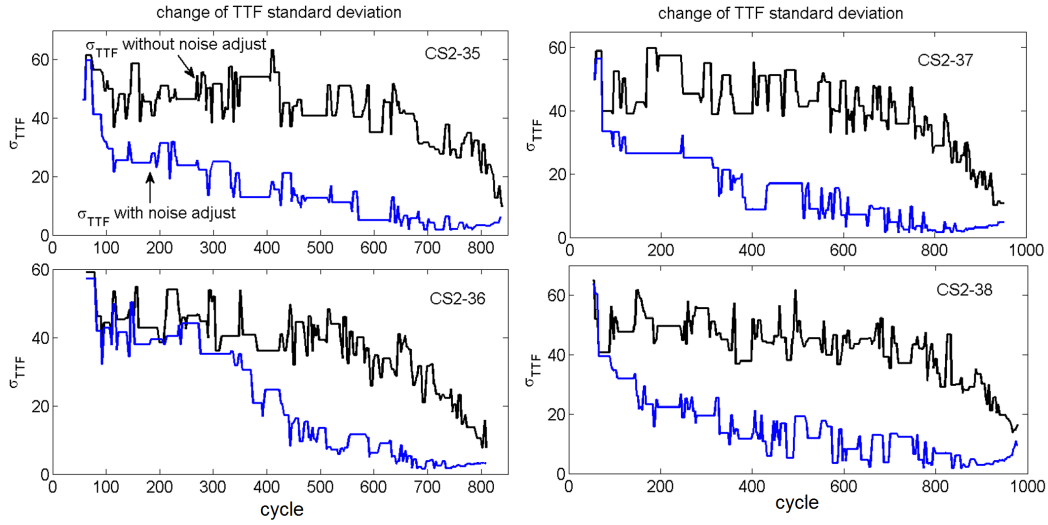 change of TTF standard deviation
60
40
20
0
σTTF
σTTF without noise adjust
CS2-35
σTTF with noise adjust
0 100 200 300 400 500 600 700 800
change of TTF standard deviation
60
40
20
0
σTTF
CS2-37
0 200 400 600 800 1000
60
40
20
0
σTTF
CS2-36
0 100 200 300 400 500 600 700 800
cycle
60
40
20
0
σTTF
CS2-38
0 200 400 600 800 1000
cycle